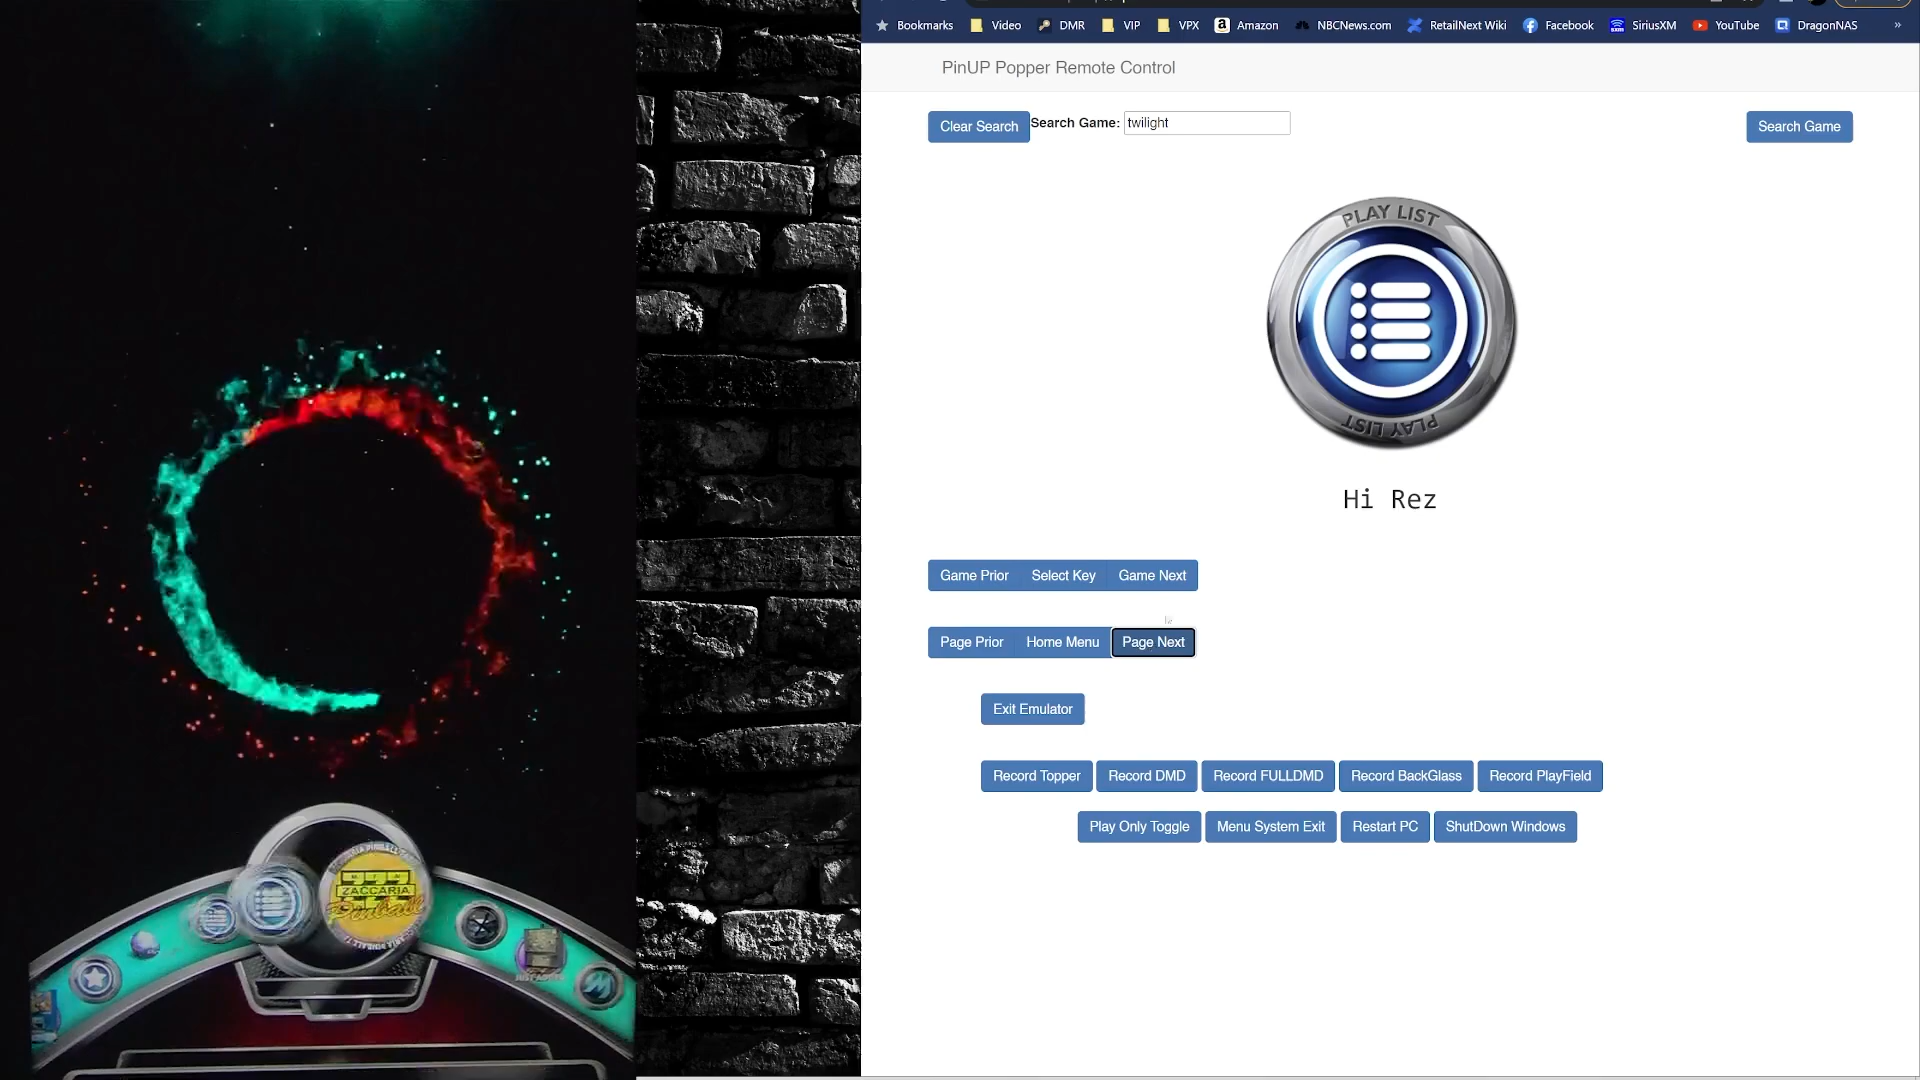 Bookmarks Video DMR VIP VPX Amazon NBCNews.com RetailNext Wiki Facebook SiriusXM YouTube DragonNAS »
PinUP Popper Remote Control
Clear Search Search Game: twilight Search Game
PLAY LIST
PLAY LIST
Hi Rez
Game Prior Select Key Game Next
Page Prior Home Menu Page Next
Exit Emulator
Record Topper Record DMD Record FULLDMD Record BackGlass Record PlayField
Play Only Toggle Menu System Exit Restart PC ShutDown Windows
ZACCARIA
Pinball